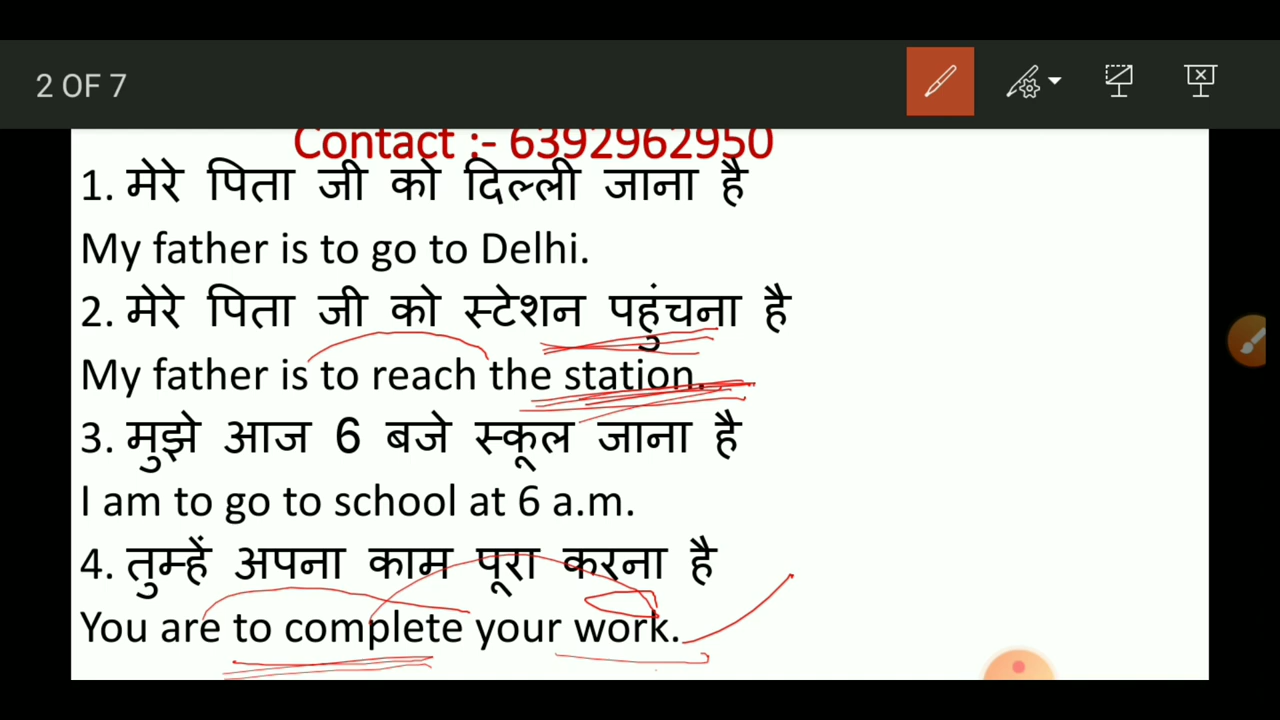 2 OF 7
Contact :- 6392962950
1. मेरे पिता जी को दिल्ली जाना है
My father is to go to Delhi.
2. मेरे पिता जी को स्टेशन पहुंचना है
My father is to reach the station.
3. मुझे आज 6 बजे स्कूल जाना है
I am to go to school at 6 a.m.
4. तुम्हें अपना काम पूरा करना है
You are to complete your work.